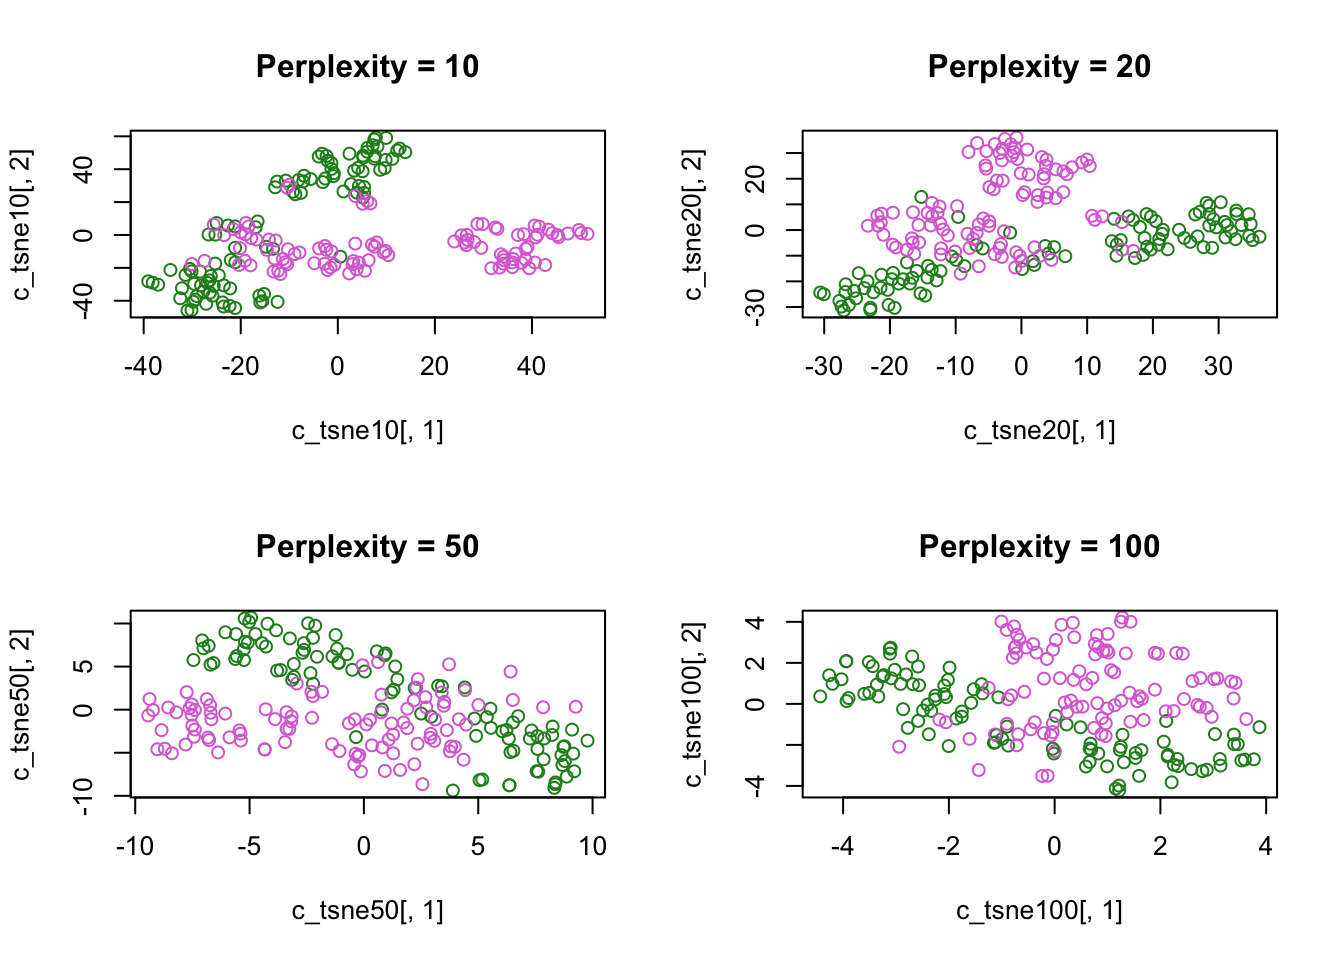 Perplexity = 10
c_tsne10[, 2]
40
0
-40
-40
-20
0
20
40
c_tsne10[, 1]
Perplexity = 20
c_tsne20[, 2]
20
0
-30
-30
-20
-10
0
10
20
30
c_tsne20[, 1]
Perplexity = 50
c_tsne50[, 2]
5
0
-10
-10
-5
0
5
10
c_tsne50[, 1]
Perplexity = 100
c_tsne100[, 2]
4
2
0
-4
-4
-2
0
2
4
c_tsne100[, 1]